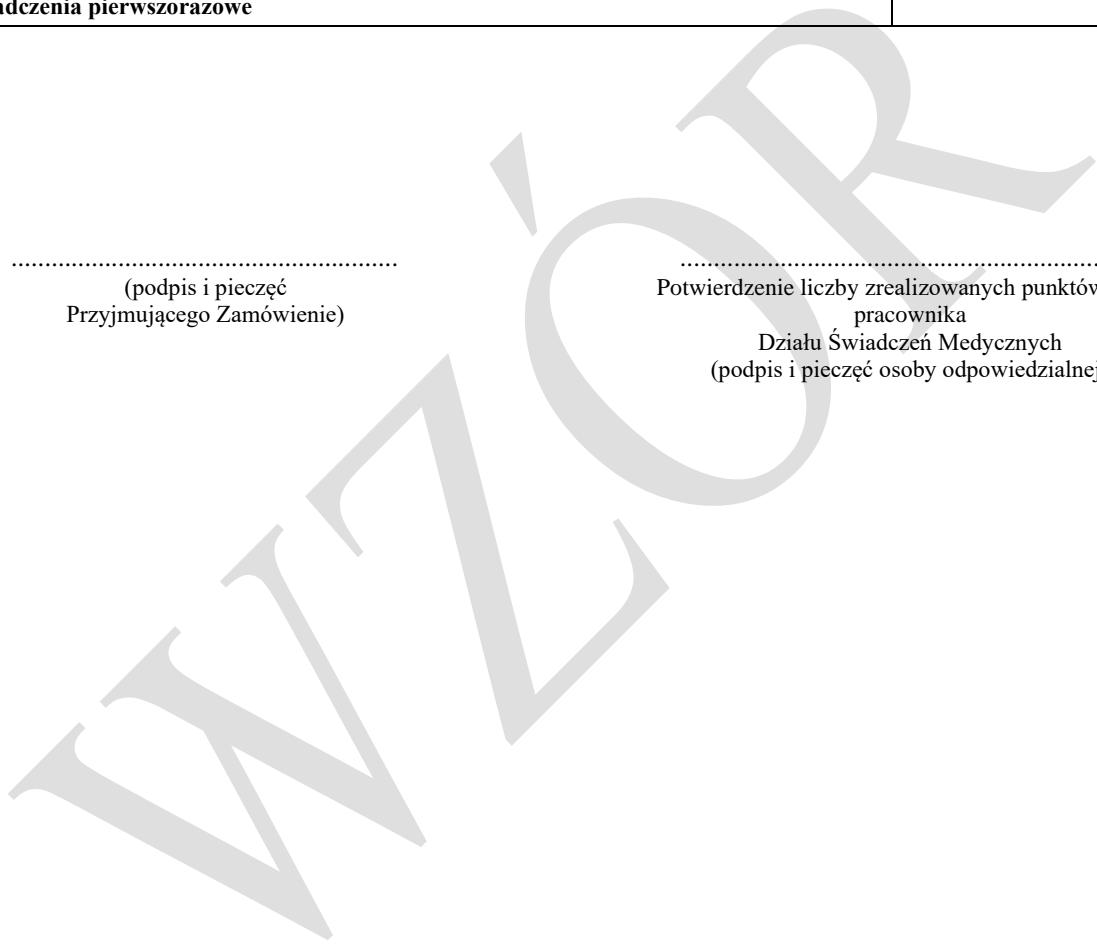 adczenia pierwszorazowe
..........................................................
(podpis i pieczęć
Przyjmującego Zamówienie)
...............................................................
Potwierdzenie liczby zrealizowanych punktów
pracownika
Działu Świadczeń Medycznych
(podpis i pieczęć osoby odpowiedzialnej
WZÓR